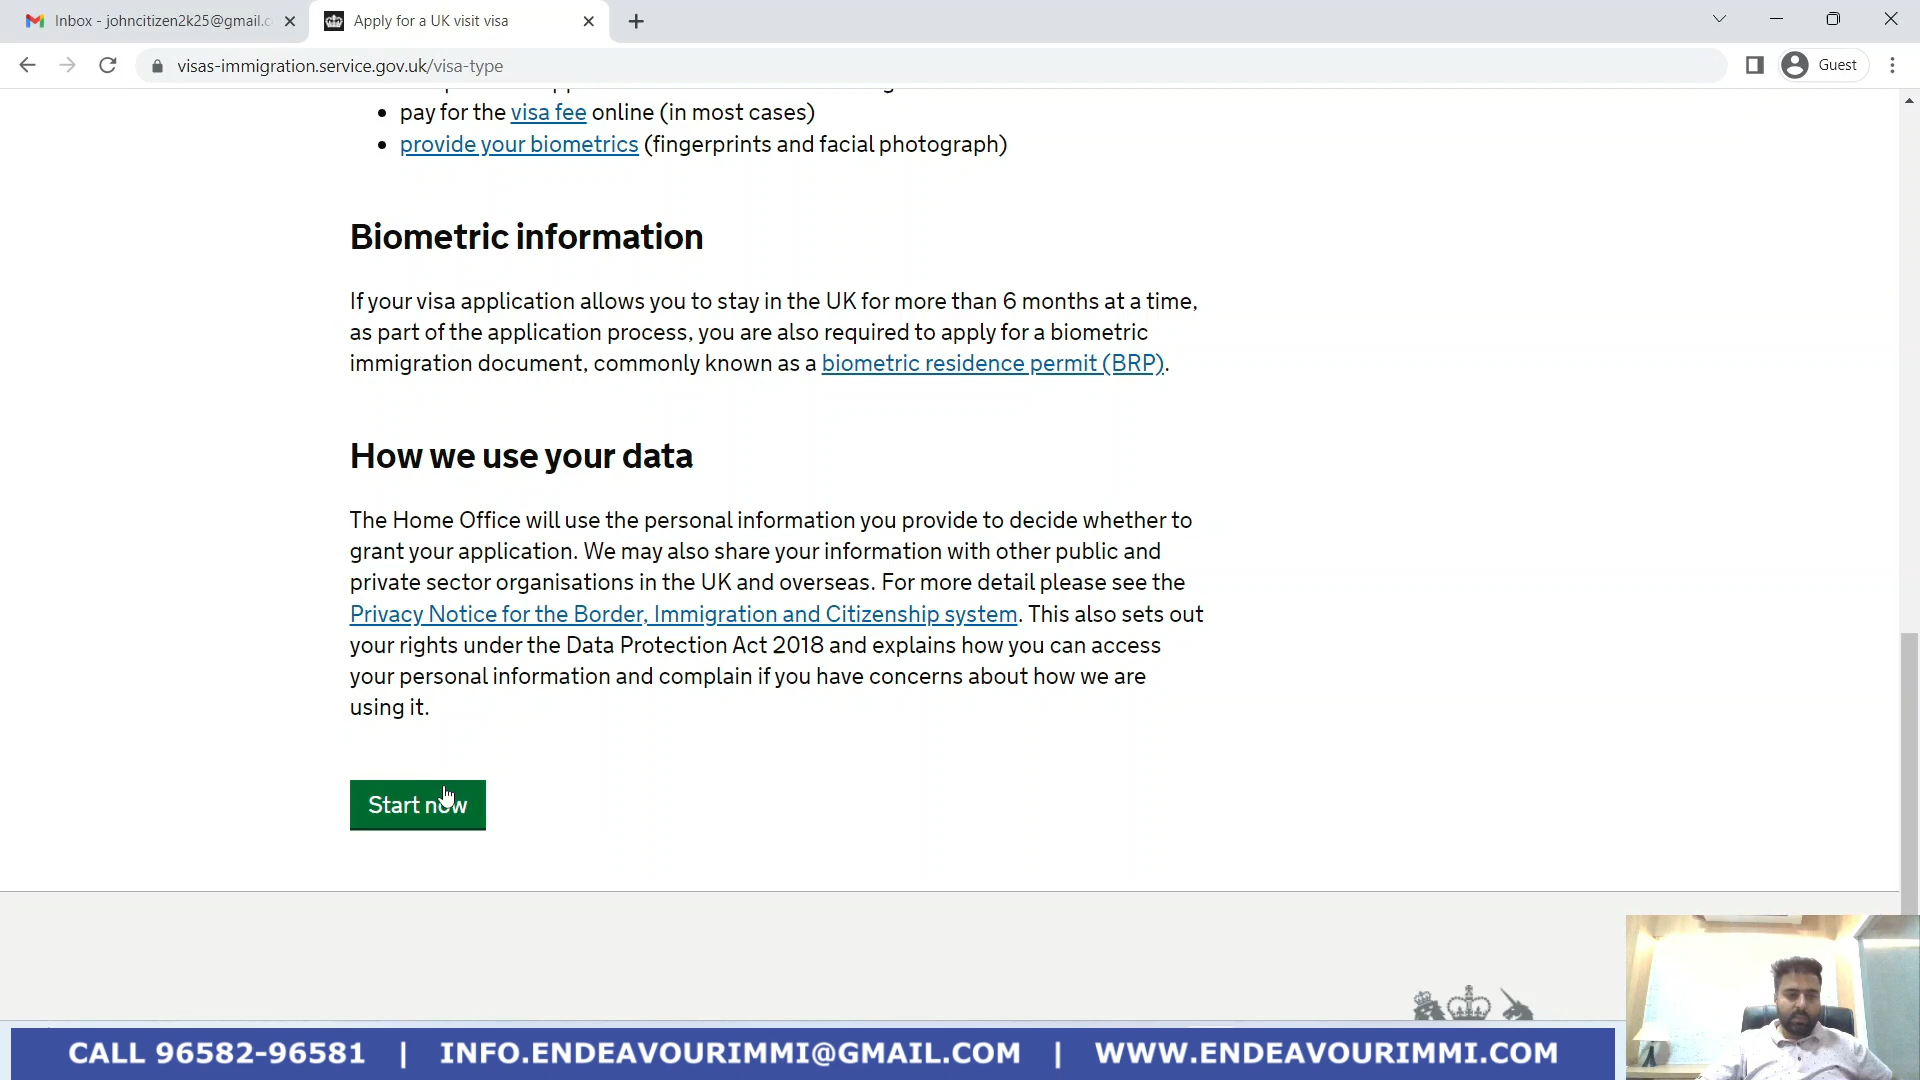 Inbox - johncitizen2k25@gmail.c
Apply for a UK visit visa
visas-immigration.service.gov.uk/visa-type
Guest
• pay for the visa fee online (in most cases)
• provide your biometrics (fingerprints and facial photograph)
Biometric information
If your visa application allows you to stay in the UK for more than 6 months at a time,
as part of the application process, you are also required to apply for a biometric
immigration document, commonly known as a biometric residence permit (BRP).
How we use your data
The Home Office will use the personal information you provide to decide whether to
grant your application. We may also share your information with other public and
private sector organisations in the UK and overseas. For more detail please see the
Privacy Notice for the Border, Immigration and Citizenship system. This also sets out
your rights under the Data Protection Act 2018 and explains how you can access
your personal information and complain if you have concerns about how we are
using it.
Start now
CALL 96582-96581 | INFO.ENDEAVOURIMMI@GMAIL.COM | WWW.ENDEAVOURIMMI.COM